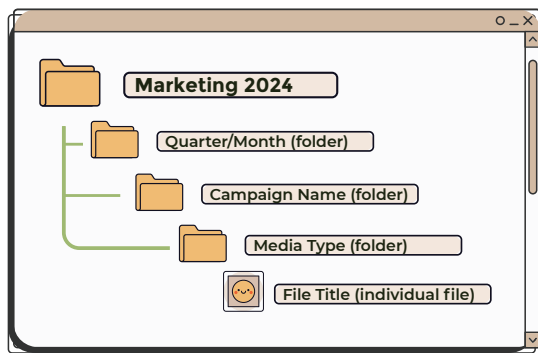 Marketing 2024
Quarter/Month (folder)
Campaign Name (folder)
Media Type (folder)
File Title (individual file)